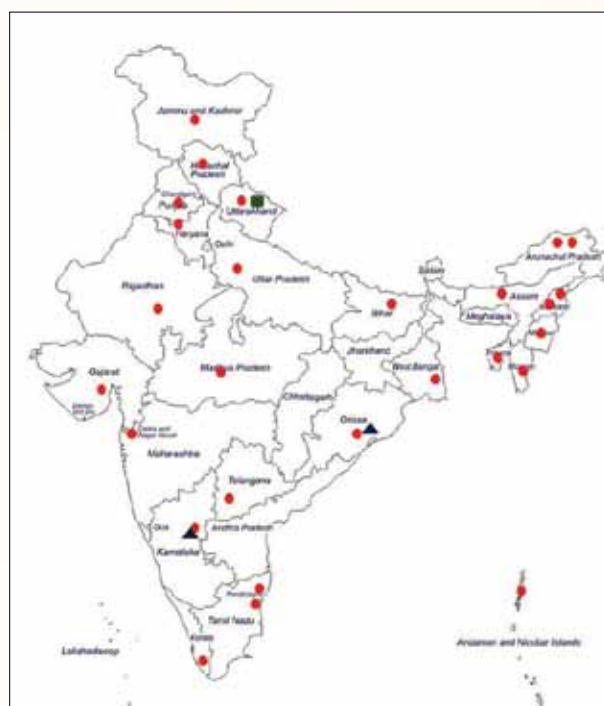 Jammu and Kashmir
Himachal
Pradesh
Chandigarh
Punjab
Uttarakhand
Haryana
Delhi
Arunachal Pradesh
Sikkim
Rajasthan
Uttar Pradesh
Assam
Bihar
Meghalaya
Jharkhand
Gujarat
Madhya Pradesh
West Bengal
Chhattisgarh
Orissa
Maharashtra
Telangana
Goa
Andhra Pradesh
Karnataka
Tamil Nadu
Kerala
Lakshadweep
Andaman and Nicobar Islands